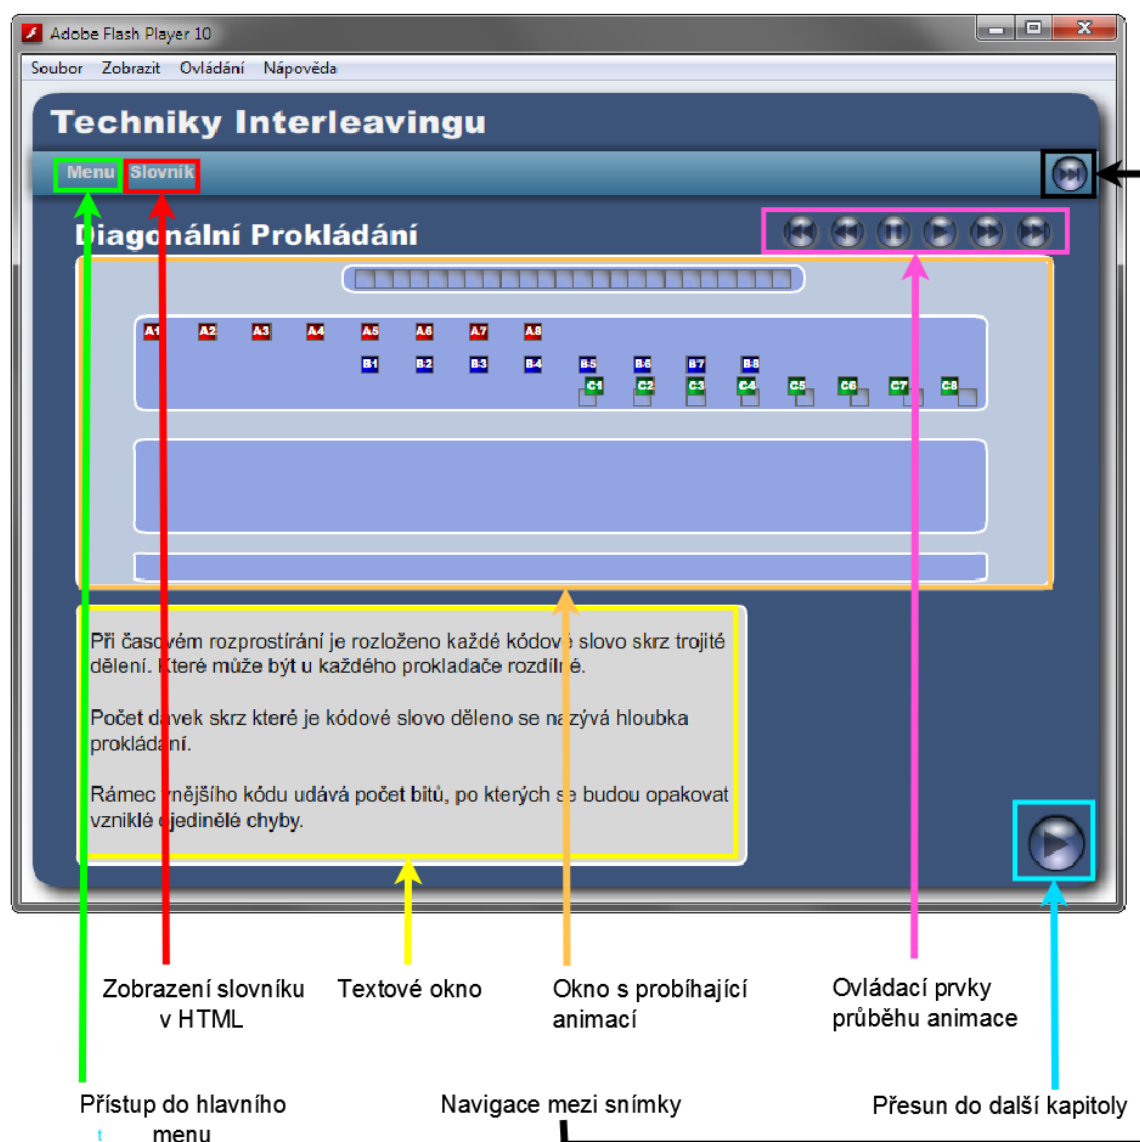 Adobe Flash Player 10
Soubor Zobrazit Ovládání Nápověda
Techniky Interleavingu
Menu Slovník
Diagonální Prokládání
A1 A2 A3 A4 A5 A6 A7 A8
B1 B2 B3 B4 B5 B6 B7 B8
C1 C2 C3 C4 C5 C6 C7 C8
Při časovém rozprostírání je rozloženo každé kódové slovo skrz trojité
dělení. Které může být u každého prokladače rozdílné.
Počet dávek skrz které je kódové slovo děleno se nazývá hloubka
prokládání.
Rámec vnějšího kódu udává počet bitů, po kterých se budou opakovat
vzniklé ojedinělé chyby.
Zobrazení slovníku
v HTML
Textové okno
Okno s probíhající
animací
Ovládací prvky
průběhu animace
Přístup do hlavního
menu
Navigace mezi snímky
Přesun do další kapitoly
t